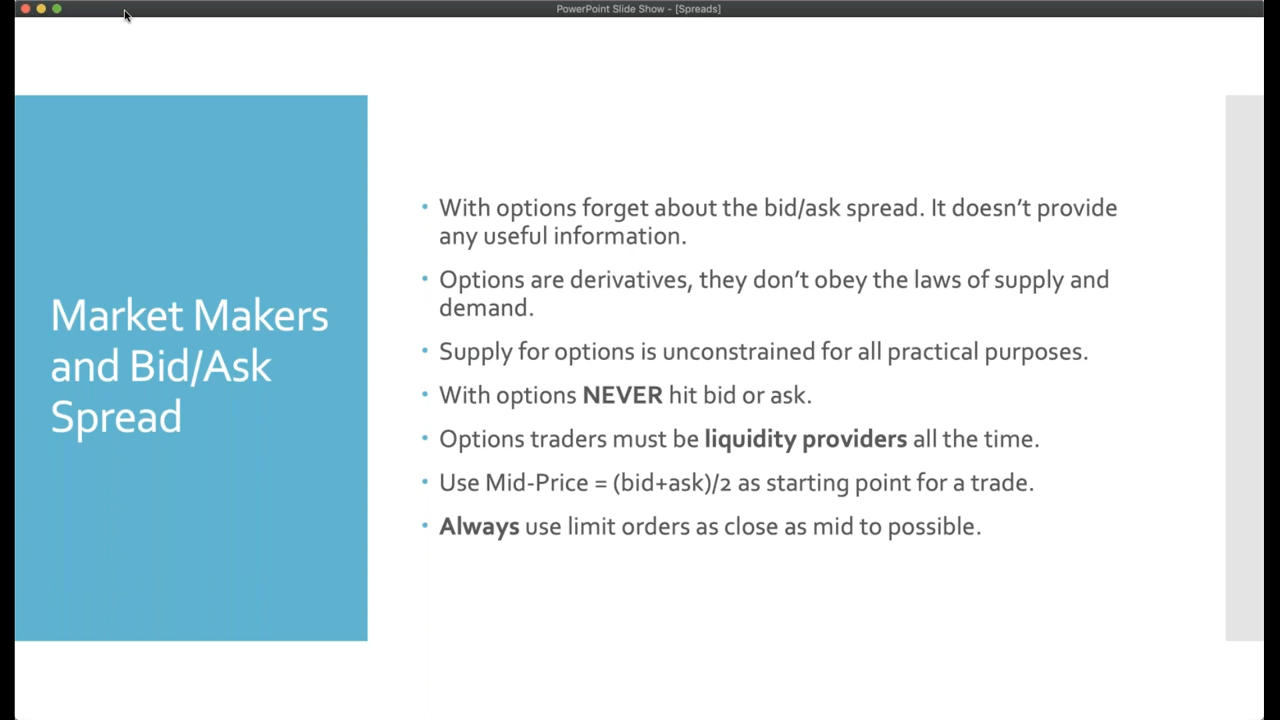 PowerPoint Slide Show - [Spreads]
Market Makers
and Bid/Ask
Spread
• With options forget about the bid/ask spread. It doesn’t provide
any useful information.
• Options are derivatives, they don’t obey the laws of supply and
demand.
• Supply for options is unconstrained for all practical purposes.
• With options NEVER hit bid or ask.
• Options traders must be liquidity providers all the time.
• Use Mid-Price = (bid+ask)/2 as starting point for a trade.
• Always use limit orders as close as mid to possible.